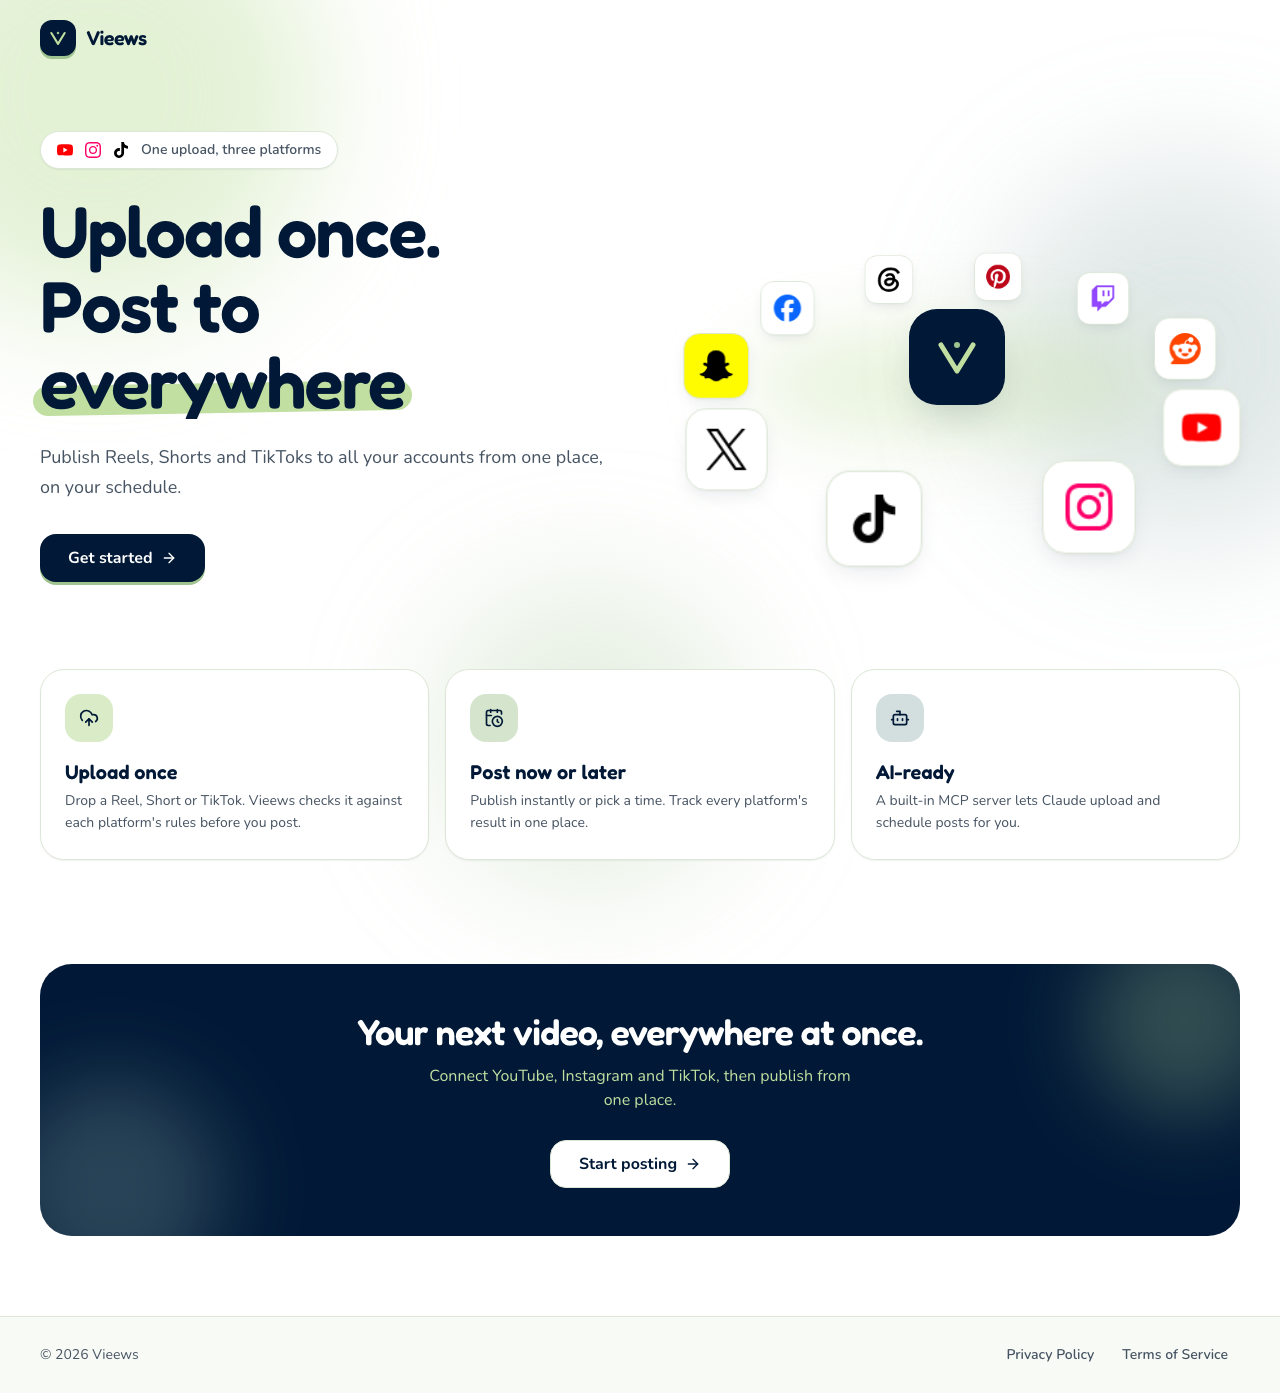 Vieews
One upload, three platforms
Upload once.
Post to
everywhere
Publish Reels, Shorts and TikToks to all your accounts from one place,
on your schedule.
Get started
Upload once
Drop a Reel, Short or TikTok. Vieews checks it against
each platform's rules before you post.
Post now or later
Publish instantly or pick a time. Track every platform's
result in one place.
AI-ready
A built-in MCP server lets Claude upload and
schedule posts for you.
Your next video, everywhere at once.
Connect YouTube, Instagram and TikTok, then publish from
one place.
Start posting
© 2026 Vieews
Privacy Policy
Terms of Service